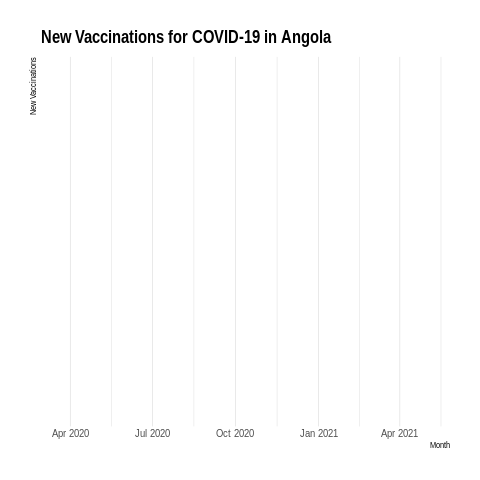 New Vaccinations for COVID-19 in Angola
New Vaccinations
Apr 2020 Jul 2020 Oct 2020 Jan 2021 Apr 2021
Month